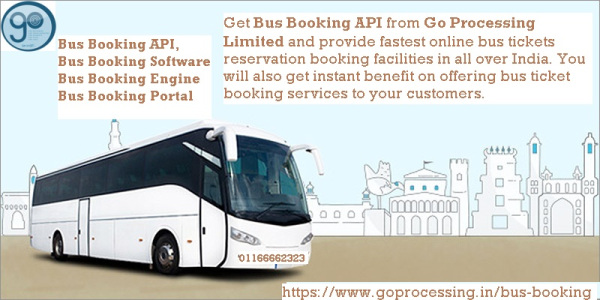 go
Get Bus Booking API from Go Processing
Limited and provide fastest online bus tickets
reservation booking facilities in all over India. You
will also get instant benefit on offering bus ticket
booking services to your customers.
Bus Booking API,
Bus Booking Software
Bus Booking Engine
Bus Booking Portal
01166662323
https://www.goprocessing.in/bus-booking